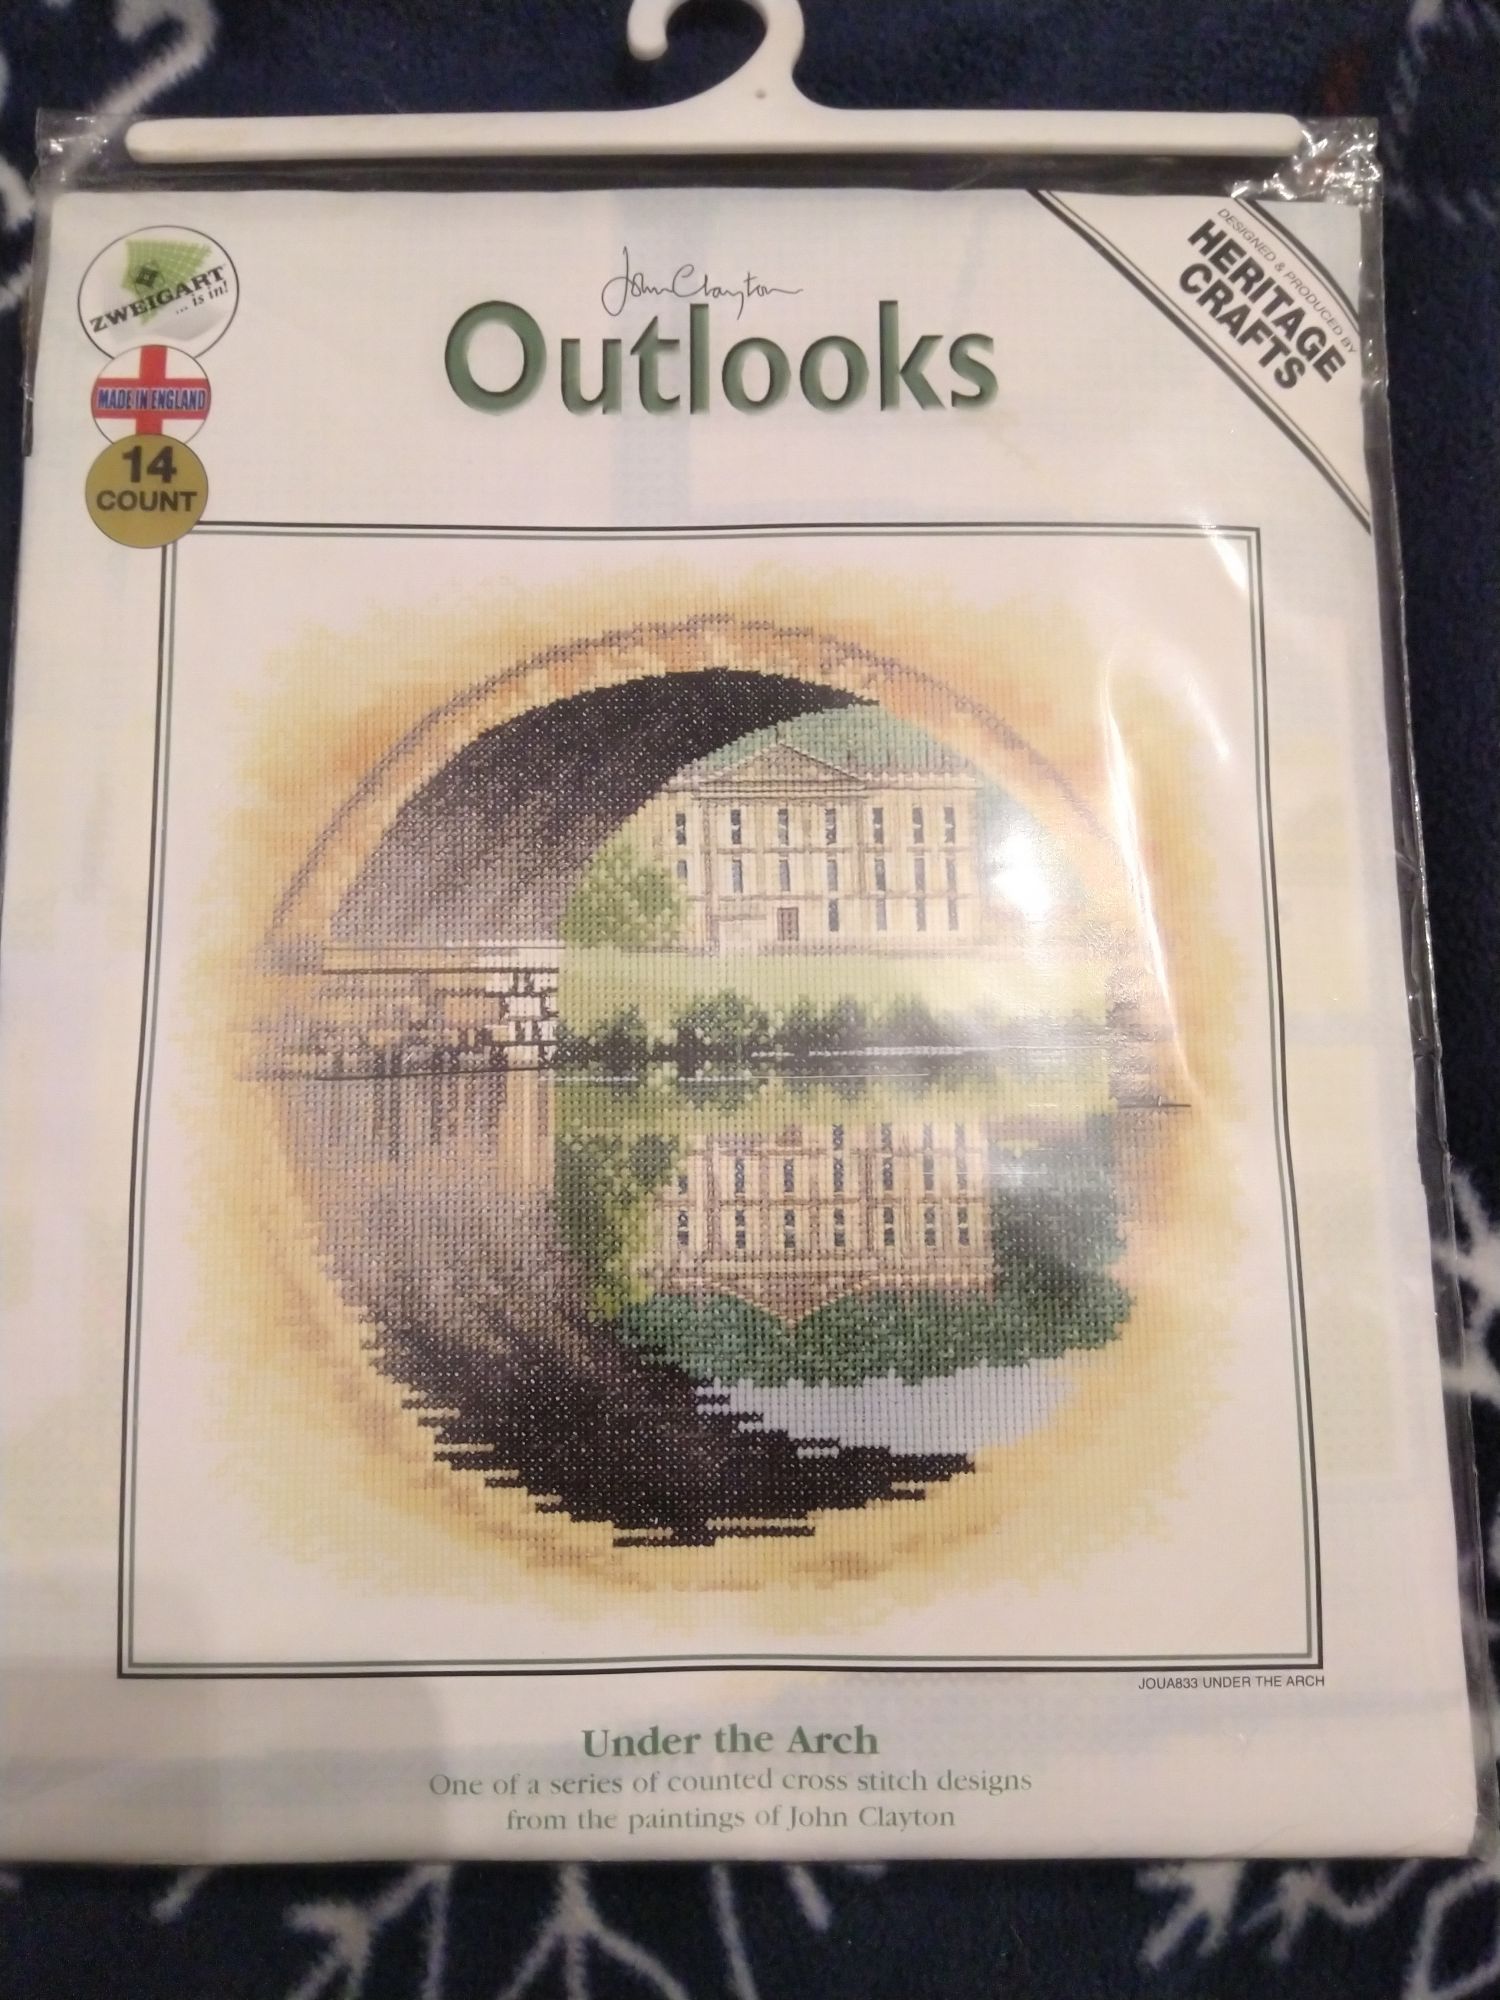 ZWEIGART
... is in!
MADE IN ENGLAND
14
COUNT
John Clayton
Outlooks
DESIGNED & PRODUCED BY
HERITAGE
CRAFTS
JOUA833 UNDER THE ARCH
Under the Arch
One of a series of counted cross stitch designs
from the paintings of John Clayton